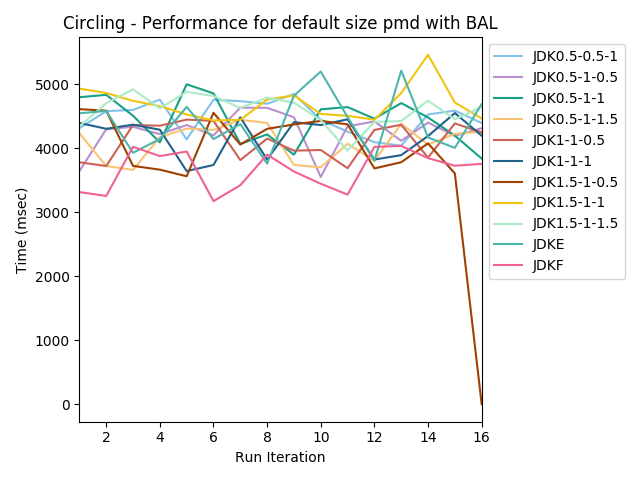 Circling - Performance for default size pmd with BAL
Time (msec)
5000
4000
3000
2000
1000
0
2 4 6 8 10 12 14 16
Run Iteration
JDK0.5-0.5-1
JDK0.5-1-0.5
JDK0.5-1-1
JDK0.5-1-1.5
JDK1-1-0.5
JDK1-1-1
JDK1.5-1-0.5
JDK1.5-1-1
JDK1.5-1-1.5
JDKE
JDKF